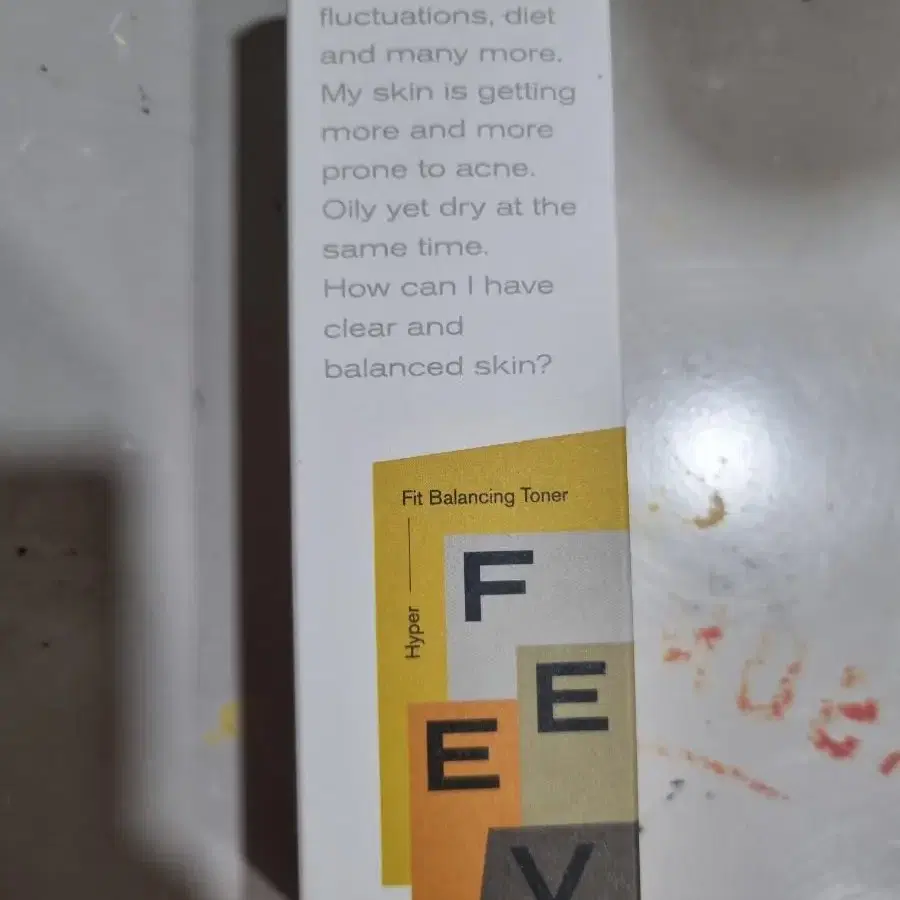 fluctuations, diet
and many more.
My skin is getting
more and more
prone to acne.
Oily yet dry at the
same time.
How can I have
clear and
balanced skin?
Fit Balancing Toner
Hyper
F
E
E
Y